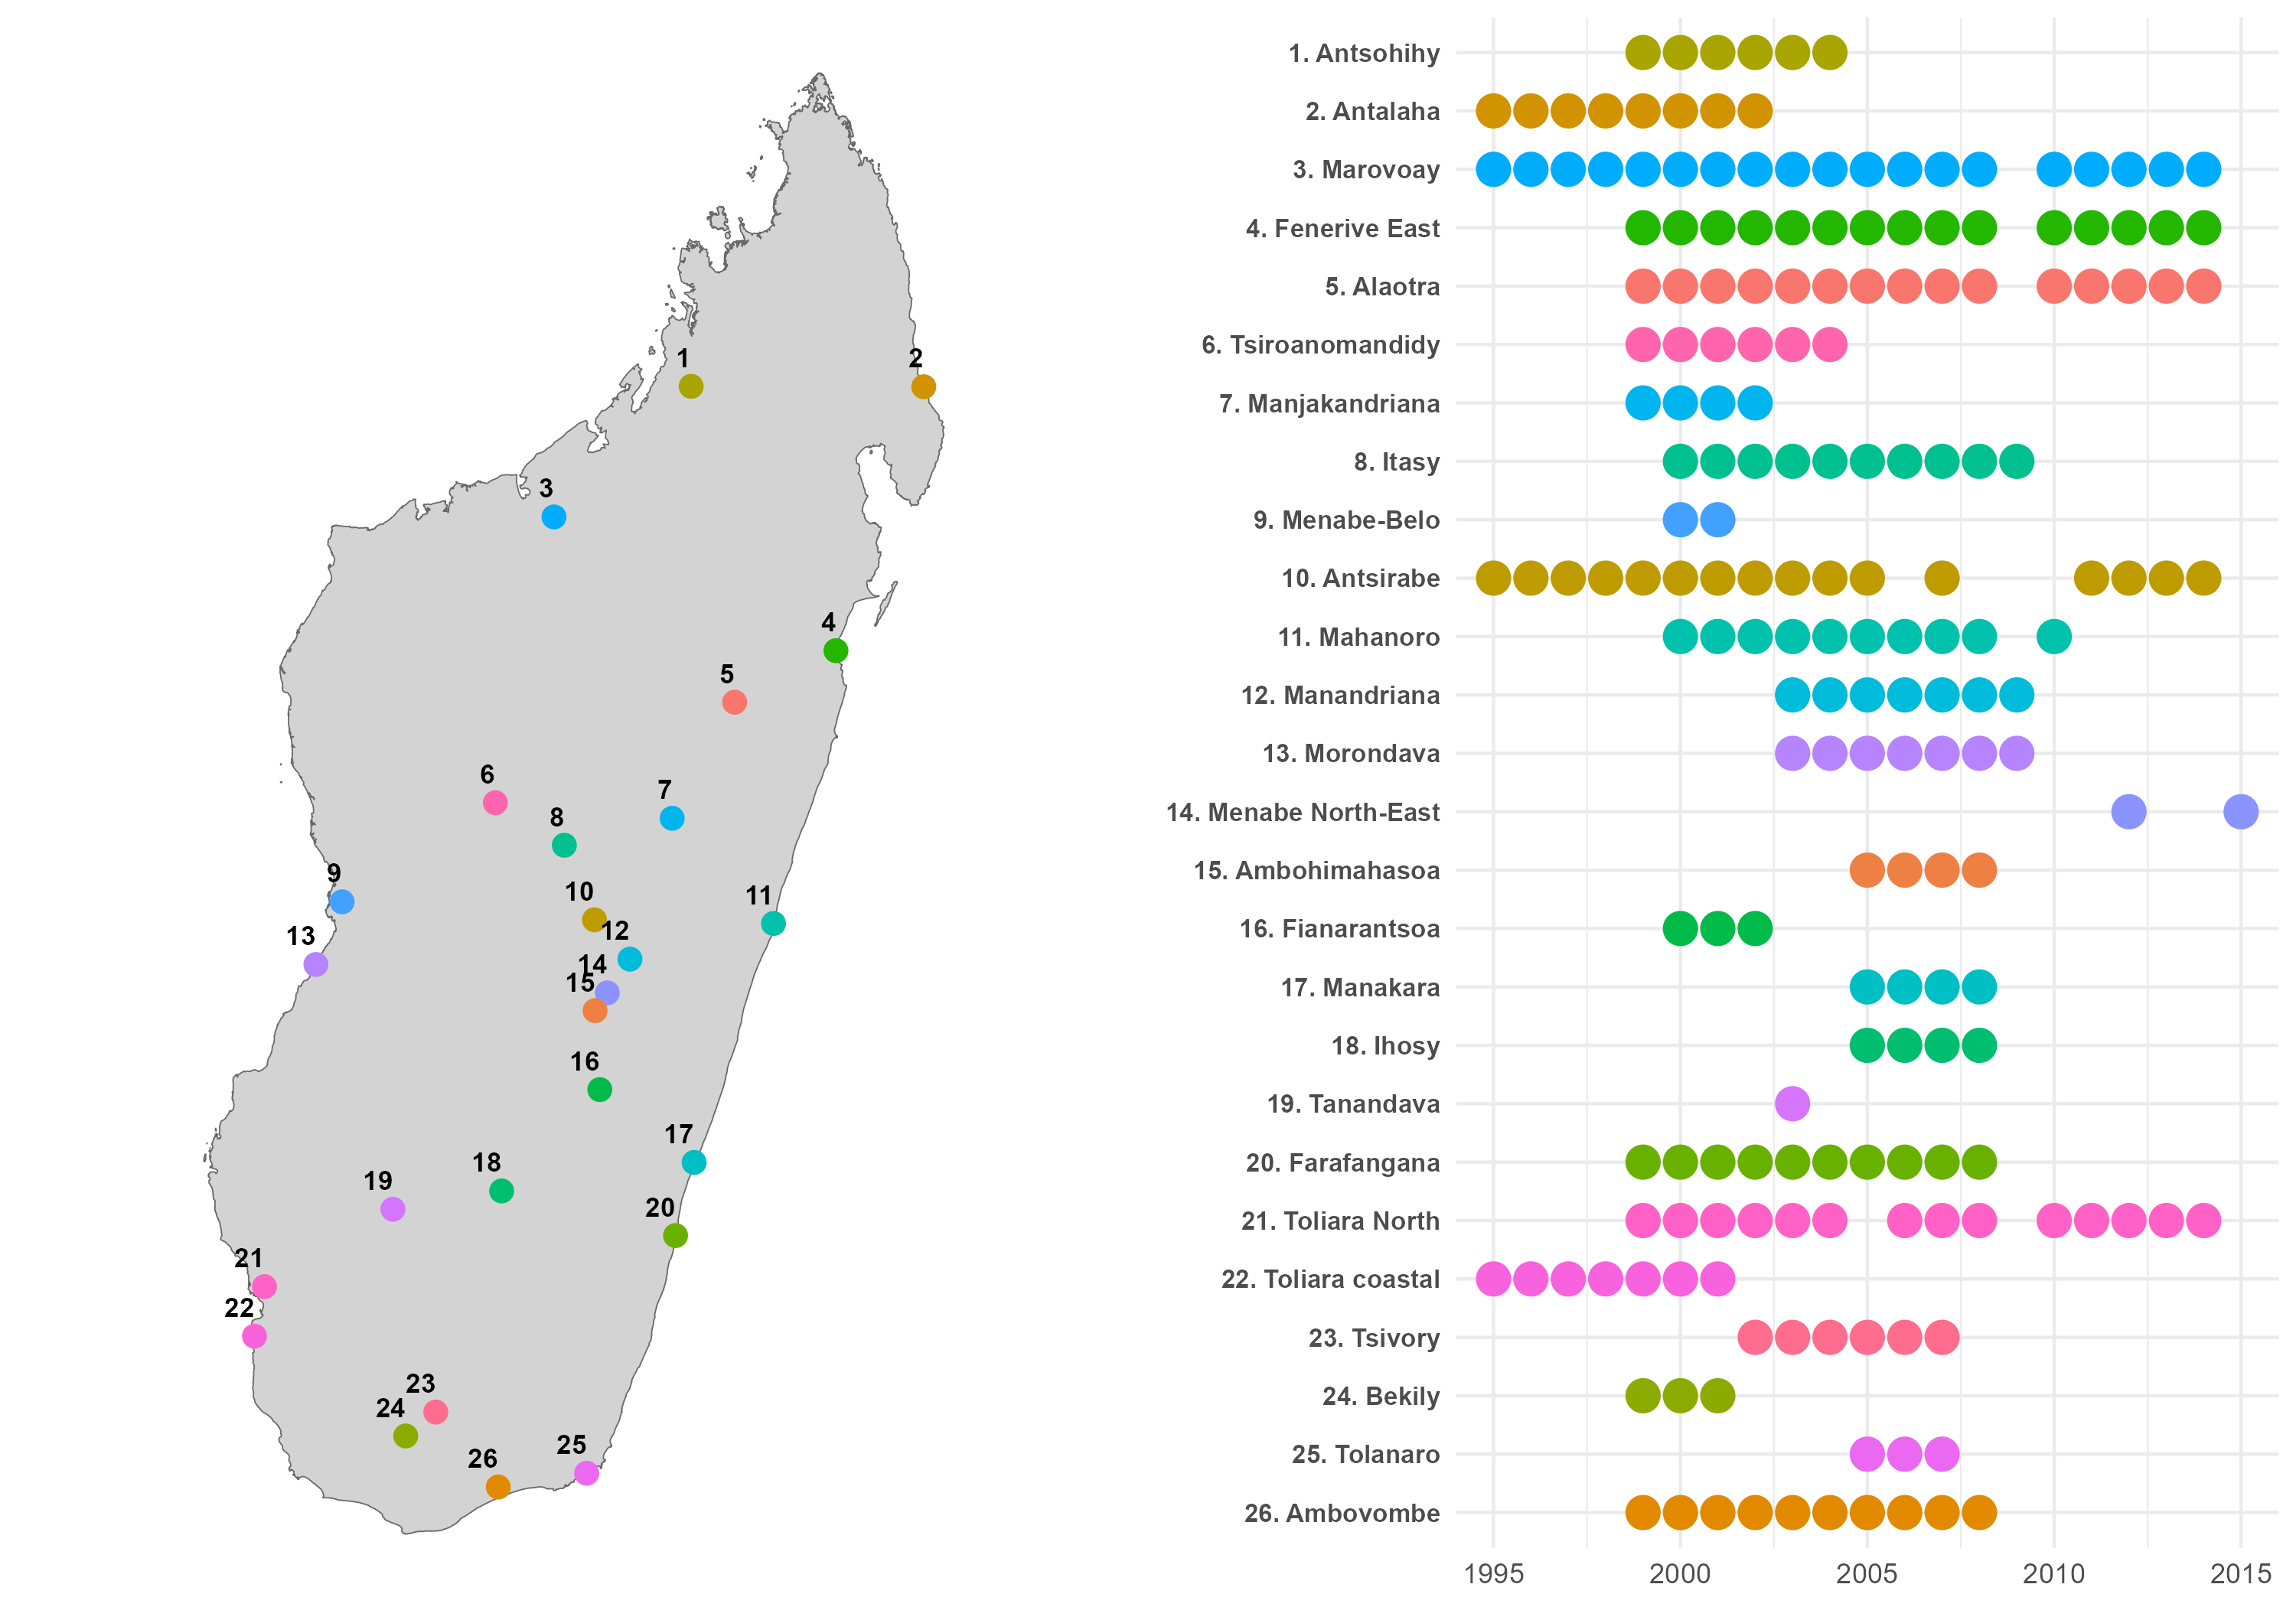 1
2
3
4
5
6
7
8
9
10
11
12
13
14
15
16
17
18
19
20
21
22
23
24
25
26
1. Antsohihy
2. Antalaha
3. Marovoay
4. Fenerive East
5. Alaotra
6. Tsiroanomandidy
7. Manjakandriana
8. Itasy
9. Menabe-Belo
10. Antsirabe
11. Mahanoro
12. Manandriana
13. Morondava
14. Menabe North-East
15. Ambohimahasoa
16. Fianarantsoa
17. Manakara
18. Ihosy
19. Tanandava
20. Farafangana
21. Toliara North
22. Toliara coastal
23. Tsivory
24. Bekily
25. Tolanaro
26. Ambovombe
1995 2000 2005 2010 2015